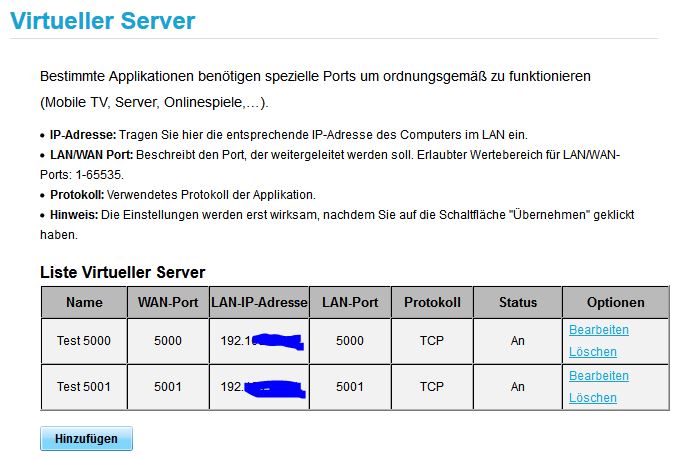 Virtueller Server
Bestimmte Applikationen benötigen spezielle Ports um ordnungsgemäß zu funktionieren
(Mobile TV, Server, Onlinespiele,...).
• IP-Adresse: Tragen Sie hier die entsprechende IP-Adresse des Computers im LAN ein.
• LAN/WAN Port: Beschreibt den Port, der weitergeleitet werden soll. Erlaubter Wertebereich für LAN/WAN-
Ports: 1-65535.
• Protokoll: Verwendetes Protokoll der Applikation.
• Hinweis: Die Einstellungen werden erst wirksam, nachdem Sie auf die Schaltfläche "Übernehmen" geklickt
haben.
Liste Virtueller Server
Name WAN-Port LAN-IP-Adresse LAN-Port Protokoll Status Optionen
Test 5000 5000 192.1 5000 TCP An Bearbeiten
Löschen
Test 5001 5001 192. 5001 TCP An Bearbeiten
Löschen
Hinzufügen